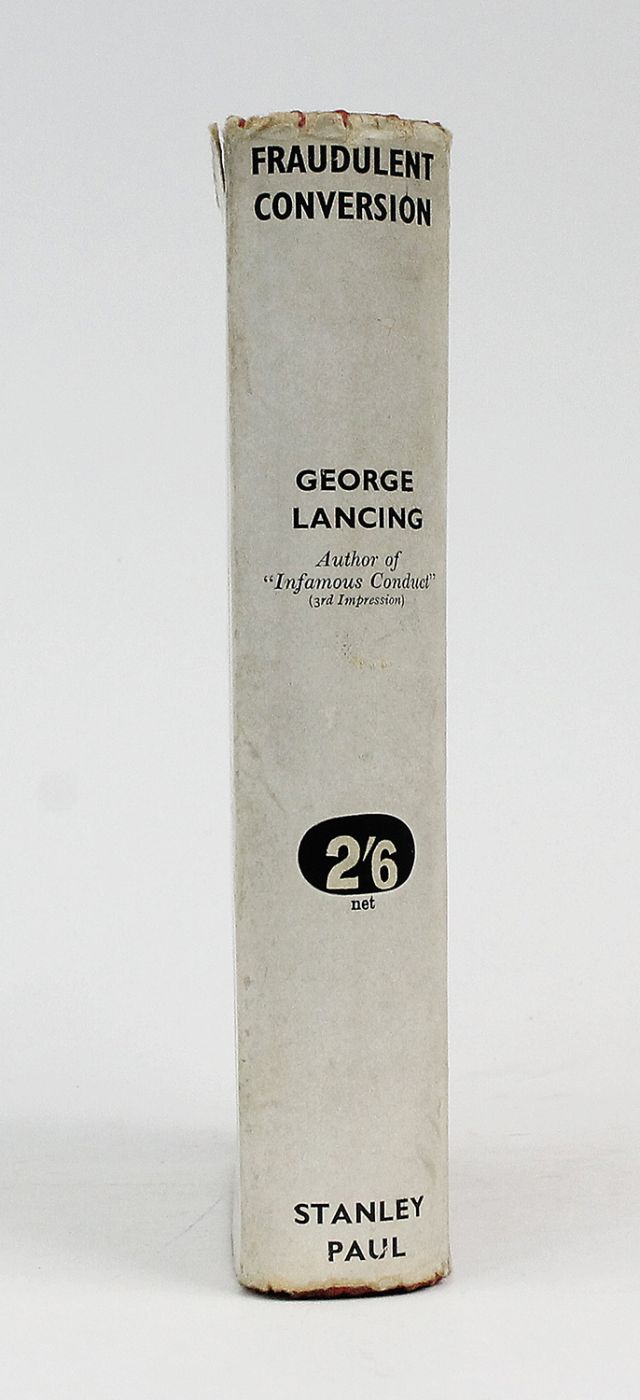 FRAUDULENT
CONVERSION
GEORGE
LANCING
Author of
"Infamous Conduct"
(3rd Impression)
2'6
net
STANLEY
PAUL